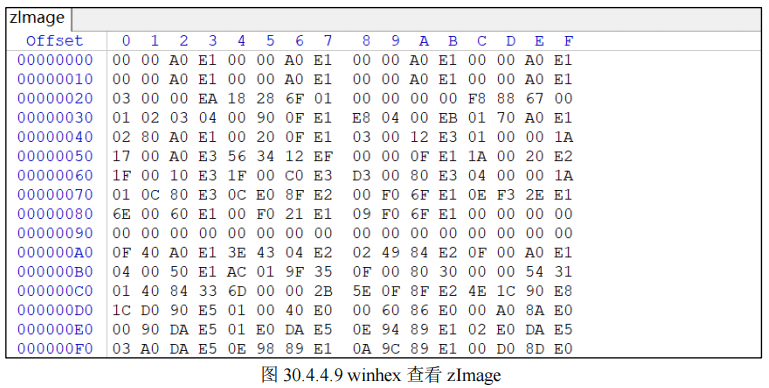 zImage
Offset 0 1 2 3 4 5 6 7 8 9 A B C D E F
00000000 00 00 A0 E1 00 00 A0 E1 00 00 A0 E1 00 00 A0 E1
00000010 00 00 A0 E1 00 00 A0 E1 00 00 A0 E1 00 00 A0 E1
00000020 03 00 00 EA 18 28 6F 01 00 00 00 00 F8 88 67 00
00000030 01 02 03 04 00 90 0F E1 E8 04 00 EB 01 70 A0 E1
00000040 02 80 A0 E1 00 20 0F E1 03 00 12 E3 01 00 00 1A
00000050 17 00 A0 E3 56 34 12 EF 00 00 0F E1 1A 00 20 E2
00000060 1F 00 10 E3 1F 00 C0 E3 D3 00 80 E3 04 00 00 1A
00000070 01 0C 80 E3 0C E0 8F E2 00 F0 6F E1 0E F3 2E E1
00000080 6E 00 60 E1 00 F0 21 E1 09 F0 6F E1 00 00 00 00
00000090 00 00 00 00 00 00 00 00 00 00 00 00 00 00 00 00
000000A0 0F 40 A0 E1 3E 43 04 E2 02 49 84 E2 0F 00 A0 E1
000000B0 04 00 50 E1 AC 01 9F 35 0F 00 80 30 00 00 54 31
000000C0 01 40 84 33 6D 00 00 2B 5E 0F 8F E2 4E 1C 90 E8
000000D0 1C D0 90 E5 01 00 40 E0 00 60 86 E0 00 A0 8A E0
000000E0 00 90 DA E5 01 E0 DA E5 0E 94 89 E1 02 E0 DA E5
000000F0 03 A0 DA E5 0E 98 89 E1 0A 9C 89 E1 00 D0 8D E0
图 30.4.4.9 winhex 查看 zImage